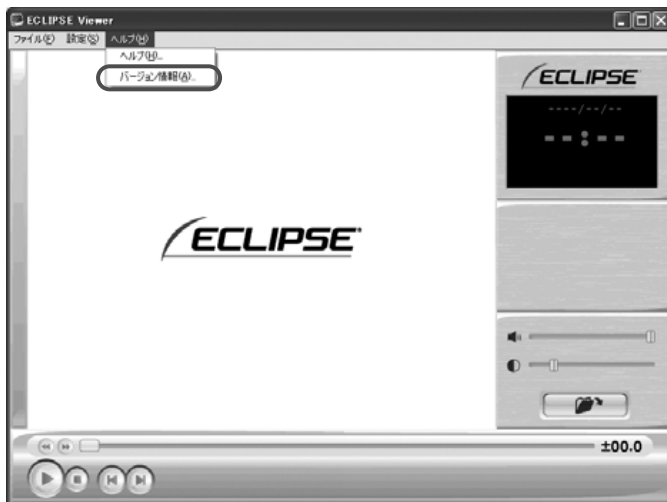 ECLIPSE Viewer
ファイル(F) 設定(S) ヘルプ(H)
ヘルプ(H)...
バージョン情報(A)...
ECLIPSE
----/--/--
--:--
ECLIPSE
±00.0